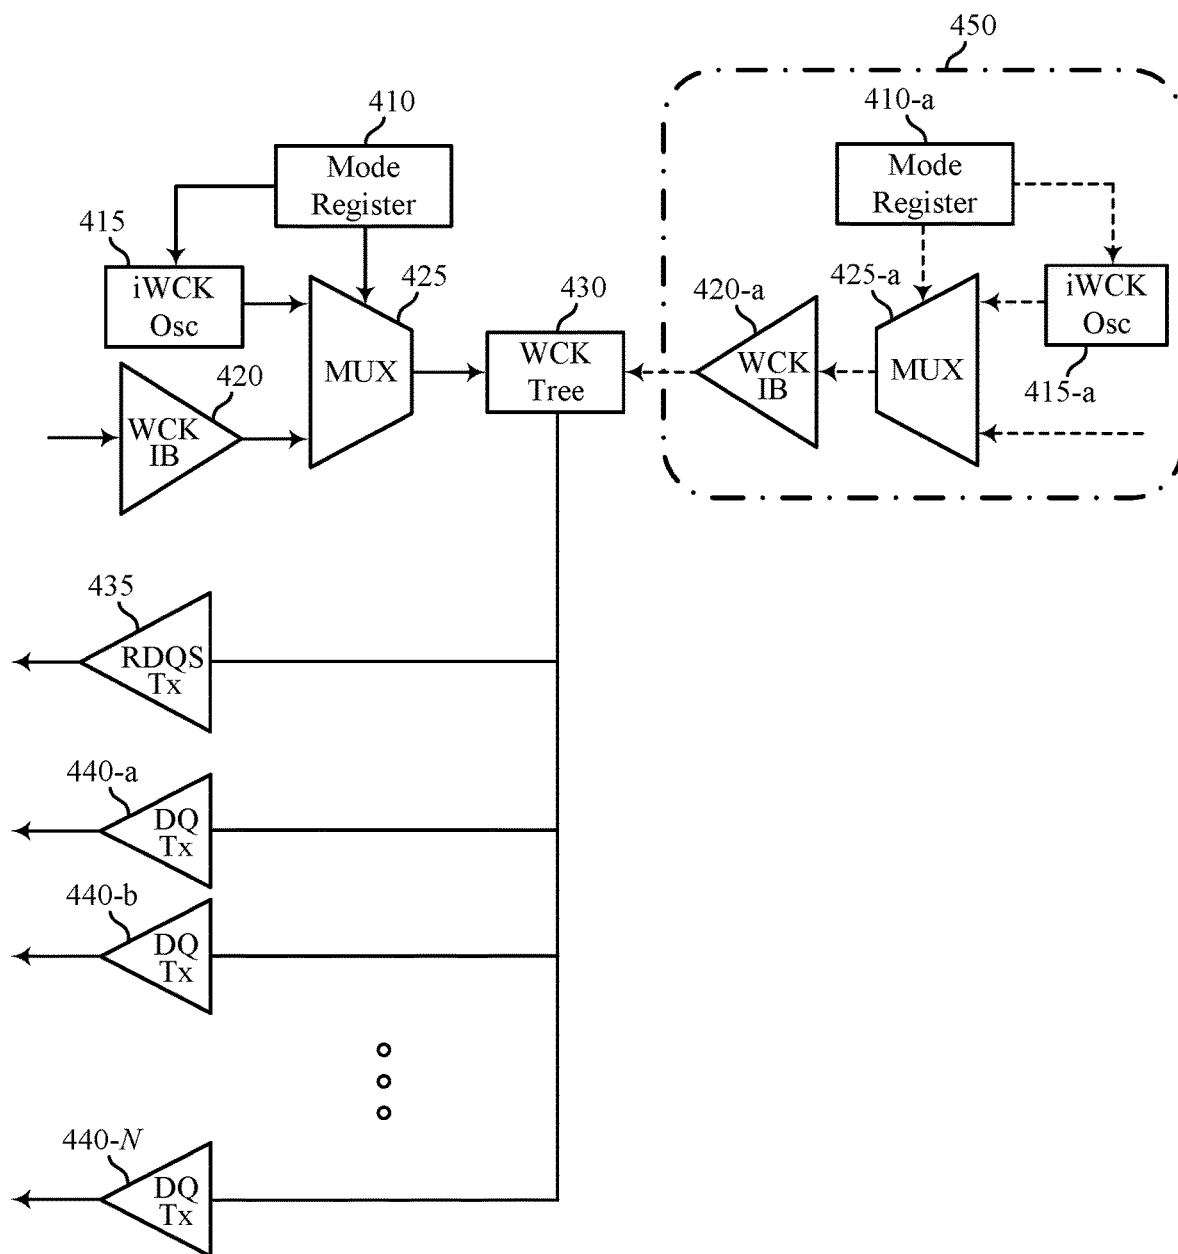 450
410
410-a
Mode
Register
Mode
Register
415
iWCK
Osc
425
430
420-a
425-a
iWCK
Osc
415-a
420
MUX
WCK
Tree
WCK
IB
MUX
WCK
IB
435
RDQS
Tx
440-a
DQ
Tx
440-b
DQ
Tx
440-N
DQ
Tx